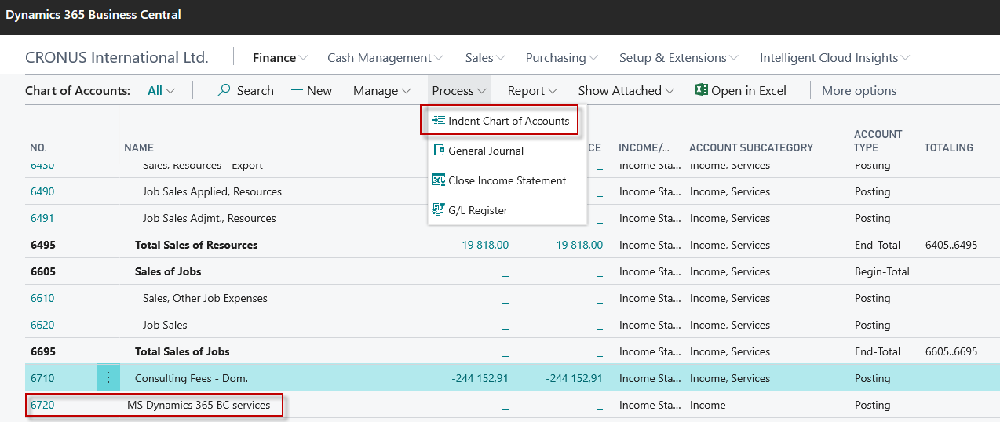 Dynamics 365 Business Central
CRONUS International Ltd. Finance Cash Management Sales Purchasing Setup & Extensions Intelligent Cloud Insights
Chart of Accounts: All Search + New Manage Process Report Show Attached Open in Excel More options
Indent Chart of Accounts
General Journal
Close Income Statement
G/L Register
NO. NAME CE INCOME/... ACCOUNT SUBCATEGORY ACCOUNT TYPE TOTALING
6430 Sales, Resources - Export _ Income Sta... Income, Services Posting
6490 Job Sales Applied, Resources _ Income Sta... Income, Services Posting
6491 Job Sales Adjmt., Resources _ Income Sta... Income, Services Posting
6495 Total Sales of Resources -19 818,00 -19 818,00 Income Sta... Income, Services End-Total 6405..6495
6605 Sales of Jobs _ _ Income Sta... Income, Services Begin-Total
6610 Sales, Other Job Expenses _ _ Income Sta... Income, Services Posting
6620 Job Sales _ _ Income Sta... Income, Services Posting
6695 Total Sales of Jobs _ _ Income Sta... Income, Services End-Total 6605..6695
6710 Consulting Fees - Dom. -244 152,91 -244 152,91 Income Sta... Income, Services Posting
6720 MS Dynamics 365 BC services _ _ Income Sta... Income Posting